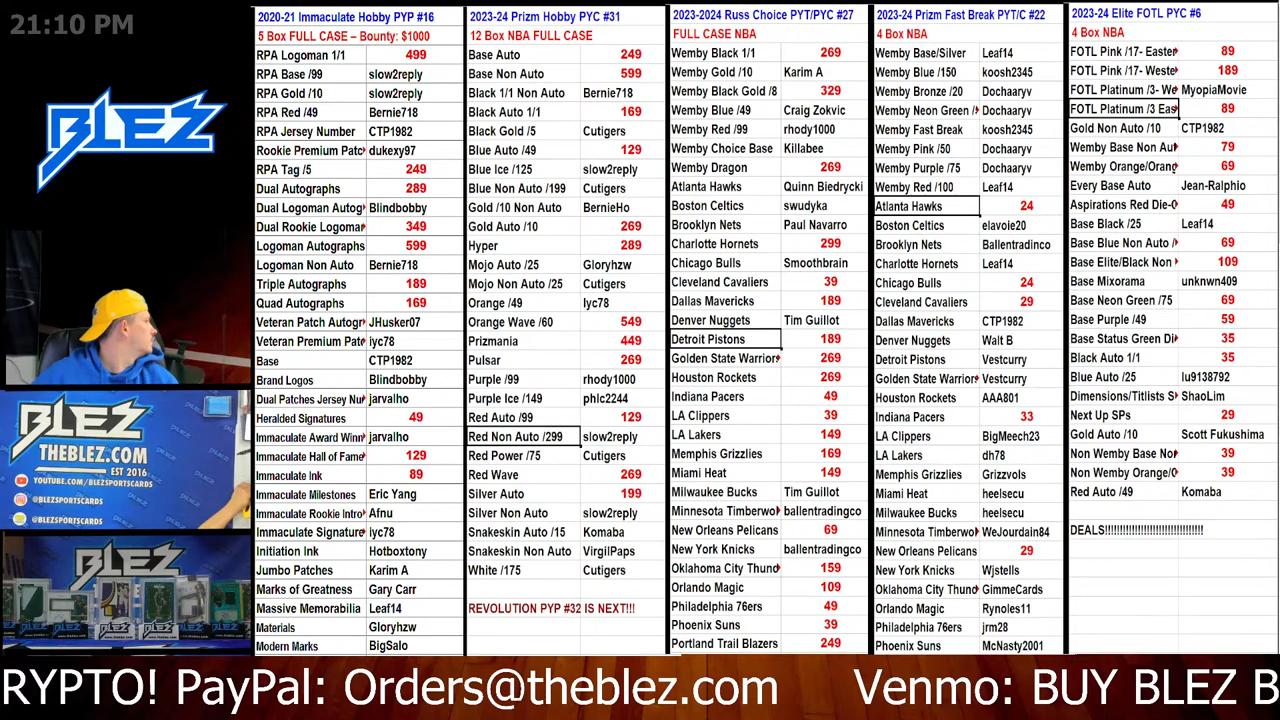 21:10 PM
BLEZ
BLEZ
THEBLEZ.COM
EST 2016
YOUTUBE.COM/BLEZSPORTSCARDS
@BLEZSPORTSCARDS
@BLEZSPORTSCARDS
BLEZ
2020-21 Immaculate Hobby PYP #16
5 Box FULL CASE – Bounty: $1000
RPA Logoman 1/1 499
RPA Base /99 slow2reply
RPA Gold /10 slow2reply
RPA Red /49 Bernie718
RPA Jersey Number CTP1982
Rookie Premium Patc dukexy97
RPA Tag /5 249
Dual Autographs 289
Dual Logoman Autog Blindbobby
Dual Rookie Logoma 349
Logoman Autographs 599
Logoman Non Auto Bernie718
Triple Autographs 189
Quad Autographs 169
Veteran Patch Autogr JHusker07
Veteran Premium Pat iyc78
Base CTP1982
Brand Logos Blindbobby
Dual Patches Jersey Nu jarvalho
Heralded Signatures 49
Immaculate Award Winn jarvalho
Immaculate Hall of Fame 129
Immaculate Ink 89
Immaculate Milestones Eric Yang
Immaculate Rookie Intro Afnu
Immaculate Signature iyc78
Initiation Ink Hotboxtony
Jumbo Patches Karim A
Marks of Greatness Gary Carr
Massive Memorabilia Leaf14
Materials Gloryhzw
Modern Marks BigSalo
2023-24 Prizm Hobby PYC #31
12 Box NBA FULL CASE
Base Auto 249
Base Non Auto 599
Black 1/1 Non Auto Bernie718
Black Auto 1/1 169
Black Gold /5 Cutigers
Blue Auto /49 129
Blue Ice /125 slow2reply
Blue Non Auto /199 Cutigers
Gold /10 Non Auto BernieHo
Gold Auto /10 269
Hyper 289
Mojo Auto /25 Gloryhzw
Mojo Non Auto /25 Cutigers
Orange /49 Iyc78
Orange Wave /60 549
Prizmania 449
Pulsar 269
Purple /99 rhody1000
Purple Ice /149 phlc2244
Red Auto /99 129
Red Non Auto /299 slow2reply
Red Power /75 Cutigers
Red Wave 269
Silver Auto 199
Silver Non Auto slow2reply
Snakeskin Auto /15 Komaba
Snakeskin Non Auto VirgilPaps
White /175 Cutigers
REVOLUTION PYP #32 IS NEXT!!!
2023-2024 Russ Choice PYT/PYC #27
FULL CASE NBA
Wemby Black 1/1 269
Wemby Gold /10 Karim A
Wemby Black Gold /8 329
Wemby Blue /49 Craig Zokvic
Wemby Red /99 rhody1000
Wemby Choice Base Killabee
Wemby Dragon 269
Atlanta Hawks Quinn Biedrycki
Boston Celtics swudyka
Brooklyn Nets Paul Navarro
Charlotte Hornets 299
Chicago Bulls Smoothbrain
Cleveland Cavaliers 39
Dallas Mavericks 189
Denver Nuggets Tim Guillot
Detroit Pistons 189
Golden State Warrior 269
Houston Rockets 269
Indiana Pacers 49
LA Clippers 39
LA Lakers 149
Memphis Grizzlies 169
Miami Heat 149
Milwaukee Bucks Tim Guillot
Minnesota Timberwo ballentradingco
New Orleans Pelicans 69
New York Knicks ballentradingco
Oklahoma City Thund 159
Orlando Magic 109
Philadelphia 76ers 49
Phoenix Suns 39
Portland Trail Blazers 249
2023-24 Prizm Fast Break PYT/C #22
4 Box NBA
Wemby Base/Silver Leaf14
Wemby Blue /150 koosh2345
Wemby Bronze /20 Dochaaryv
Wemby Neon Green / Dochaaryv
Wemby Fast Break koosh2345
Wemby Pink /50 Dochaaryv
Wemby Purple /75 Dochaaryv
Wemby Red /100 Leaf14
Atlanta Hawks 24
Boston Celtics elavoie20
Brooklyn Nets Ballentradinco
Charlotte Hornets Leaf14
Chicago Bulls 24
Cleveland Cavaliers 29
Dallas Mavericks CTP1982
Denver Nuggets Walt B
Detroit Pistons Vestcurry
Golden State Warrior Vestcurry
Houston Rockets AAA801
Indiana Pacers 33
LA Clippers BigMeech23
LA Lakers dh78
Memphis Grizzlies Grizzvols
Miami Heat heelsecu
Milwaukee Bucks heelsecu
Minnesota Timberwo WeJourdain84
New Orleans Pelicans 29
New York Knicks Wjstells
Oklahoma City Thund GimmeCards
Orlando Magic Rynoles11
Philadelphia 76ers jrm28
Phoenix Suns McNasty2001
2023-24 Elite FOTL PYC #6
4 Box NBA
FOTL Pink /17- Easter 89
FOTL Pink /17- Weste 189
FOTL Platinum /3- We MyopiaMovie
FOTL Platinum /3 Eas 89
Gold Non Auto /10 CTP1982
Wemby Base Non Au 79
Wemby Orange/Orang 69
Every Base Auto Jean-Ralphio
Aspirations Red Die-C 49
Base Black /25 Leaf14
Base Blue Non Auto / 69
Base Elite/Black Non 109
Base Mixorama unknwn409
Base Neon Green /75 69
Base Purple /49 59
Base Status Green Di 35
Black Auto 1/1 35
Blue Auto /25 lu9138792
Dimensions/Titlists S ShaoLim
Next Up SPs 29
Gold Auto /10 Scott Fukushima
Non Wemby Base No 39
Non Wemby Orange/O 39
Red Auto /49 Komaba
DEALS!!!!!!!!!!!!!!!!!!!!!!!!!!!!!!!!!
RYPTO! PayPal: Orders@theblez.com Venmo: BUY BLEZ B